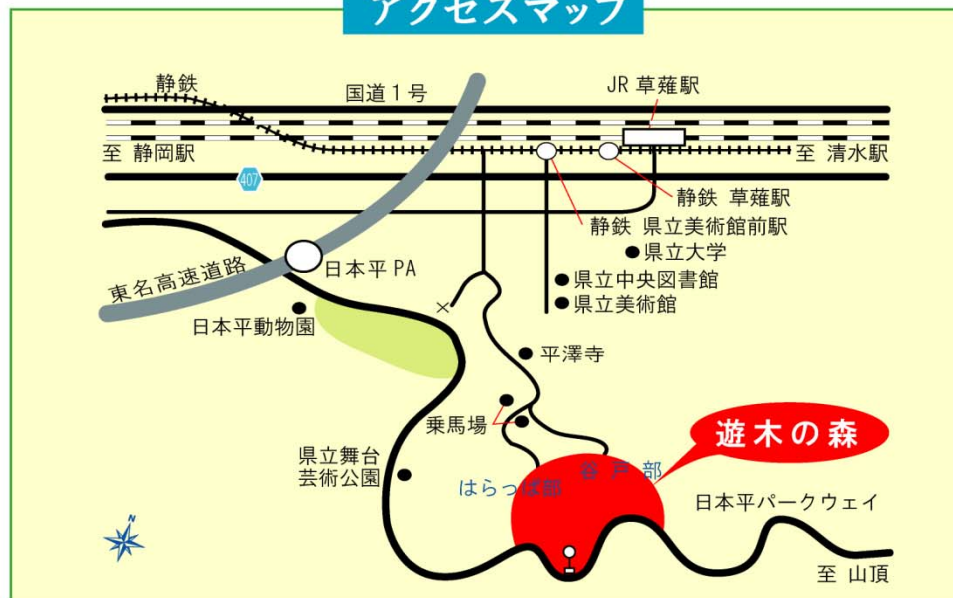 アクセスマップ
静鉄
国道1号
JR 草薙駅
至 静岡駅
至 清水駅
407
静鉄 草薙駅
静鉄 県立美術館前駅
県立大学
東名高速道路
日本平 PA
県立中央図書館
県立美術館
日本平動物園
平澤寺
乗馬場
遊木の森
県立舞台
芸術公園
谷戸部
はらっぱ部
日本平パークウェイ
N
至 山頂